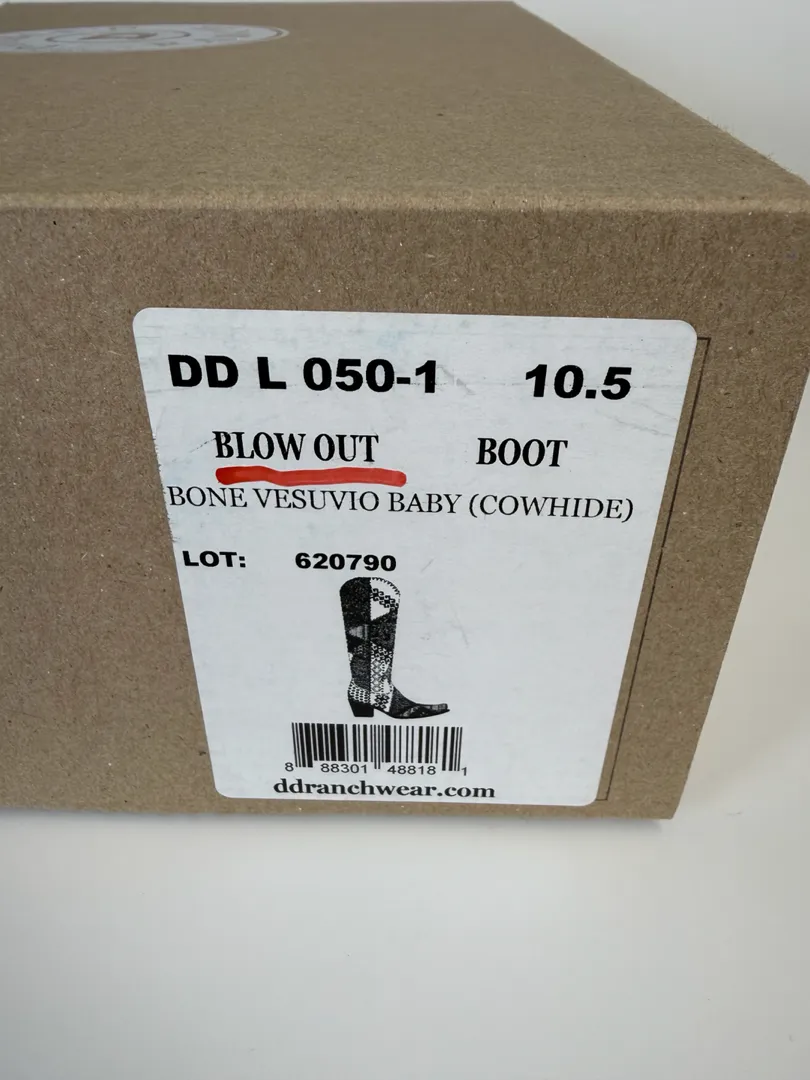 DD L 050-1 10.5
BLOW OUT BOOT
BONE VESUVIO BABY (COWHIDE)
LOT: 620790
8 88301 48818 1
ddranchwear.com